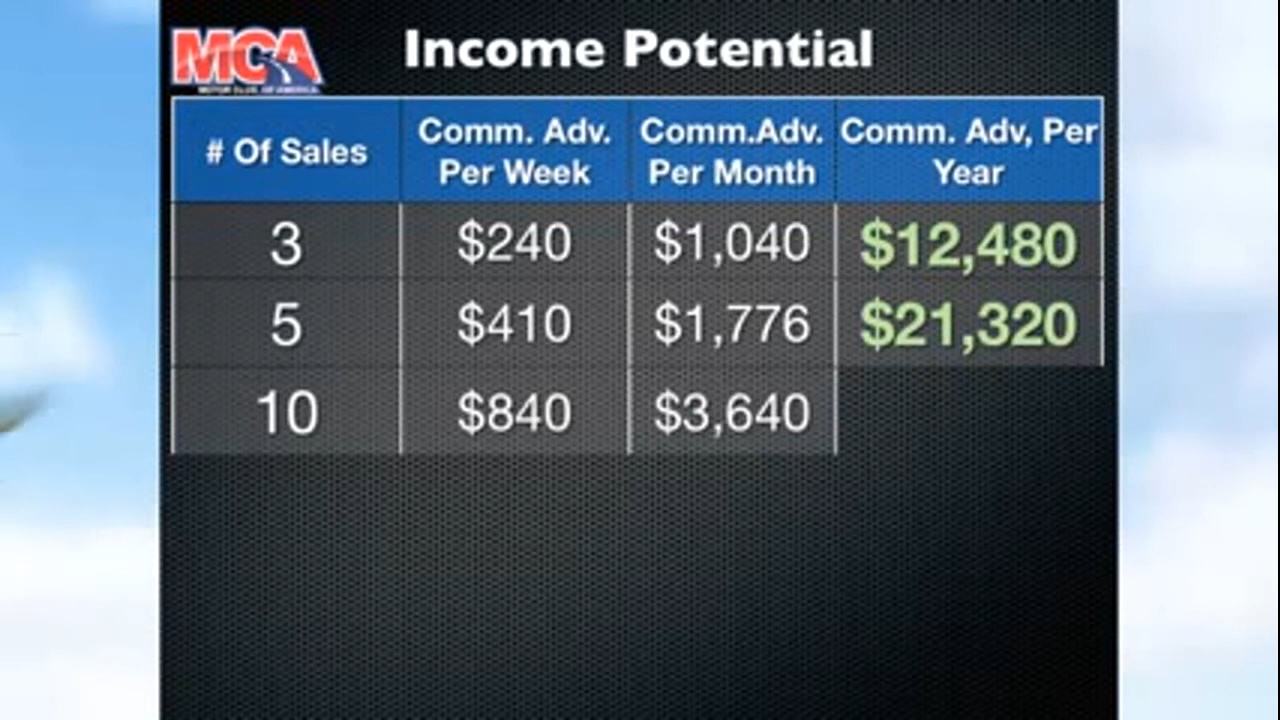 MCA
MOTOR CLUB OF AMERICA
Income Potential
# Of Sales
Comm. Adv.
Per Week
Comm.Adv.
Per Month
Comm. Adv, Per
Year
3 $240 $1,040 $12,480
5 $410 $1,776 $21,320
10 $840 $3,640